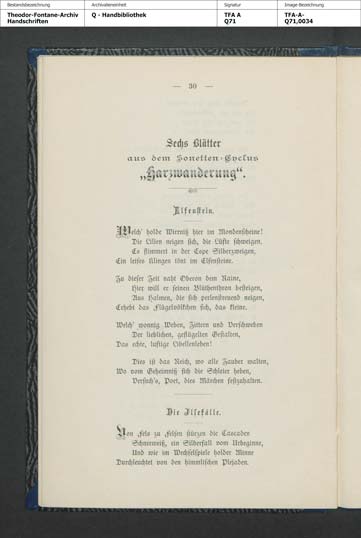 Bestandsbezeichnung
Archivalieneinheit
Signatur
Image-Bezeichnung
Theodor-Fontane-Archiv
Handschriften
Q - Handbibliothek
TFA A
Q71
TFA-A-
Q71,0034
— 30 —
Sechs Blätter
aus dem Sonetten-Cyclus
„Harzwanderung“.
Elfenstein.
Welch' holde Wirrniß hier im Mondenscheine!
Die Lilien neigen sich, die Lüfte schweigen.
Es flimmert in der Cope Silberzweigen,
Ein leises Klingen tönt im Elfensteine.
Zu dieser Zeit naht Oberon dem Raine,
Hier will er seinen Blüthenthron besteigen,
Aus Halmen, die sich perlenstreuend neigen,
Erhebt das Flügelvölkchen sich, das kleine.
Welch' wonnig Weben, Zittern und Verschweben
Der lieblichen, geflügelten Gestalten,
Das echte, luftige Libellenleben!
Dies ist das Reich, wo alle Zauber walten,
Wo vom Geheimniß sich die Schleier heben,
Versuch's, Poet, dies Märchen festzuhalten.
Die Ilsefälle.
Von Fels zu Felsen stürzen die Cascaden
Schneeweiß, ein Silberfall vom Urbeginne,
Und wie im Wechselspiele holder Minne
Durchleuchtet von den himmlischen Plejaden.